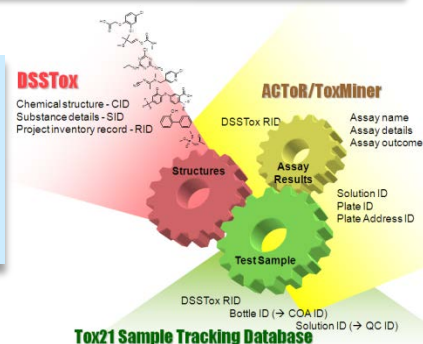 DSSTox
Chemical structure - CID
Substance details - SID
Project inventory record - RID
ACToR/ToxMiner
DSSTox RID
Assay name
Assay details
Assay outcome
Structures
Assay
Results
Solution ID
Plate ID
Plate Address ID
Test Sample
DSSTox RID
Bottle ID (→ COA ID)
Solution ID (→ QC ID)
Tox21 Sample Tracking Database